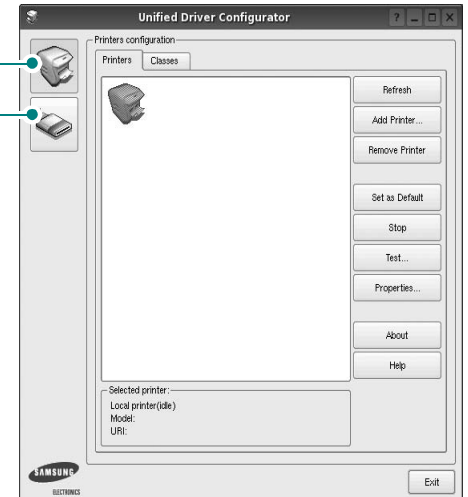 Unified Driver Configurator
Printers configuration
Printers
Classes
Refresh
Add Printer...
Remove Printer
Set as Default
Stop
Test...
Properties...
About
Help
Selected printer:
Local printer(idle)
Model:
URI:
SAMSUNG
ELECTRONICS
Exit